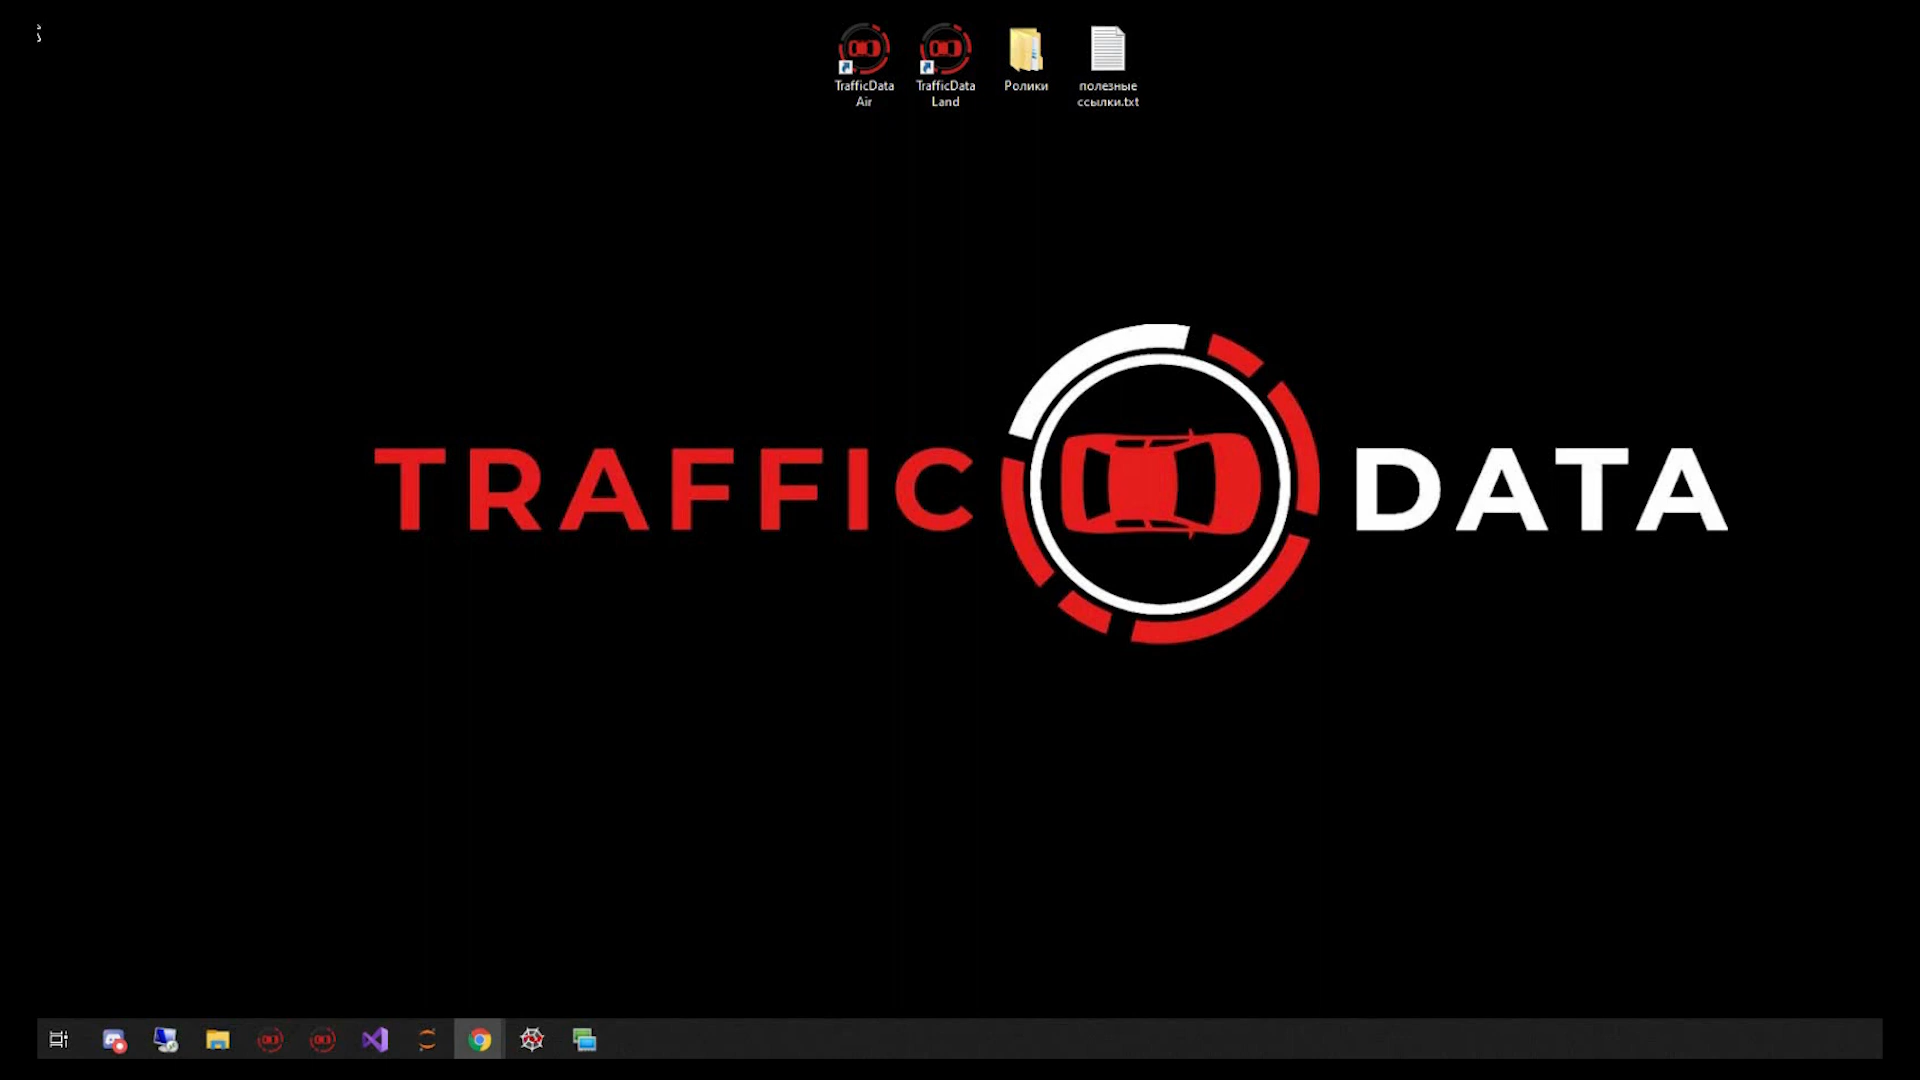 TrafficData
Air
TrafficData
Land
Ролики
полезные
ссылки.txt
TRAFFIC DATA